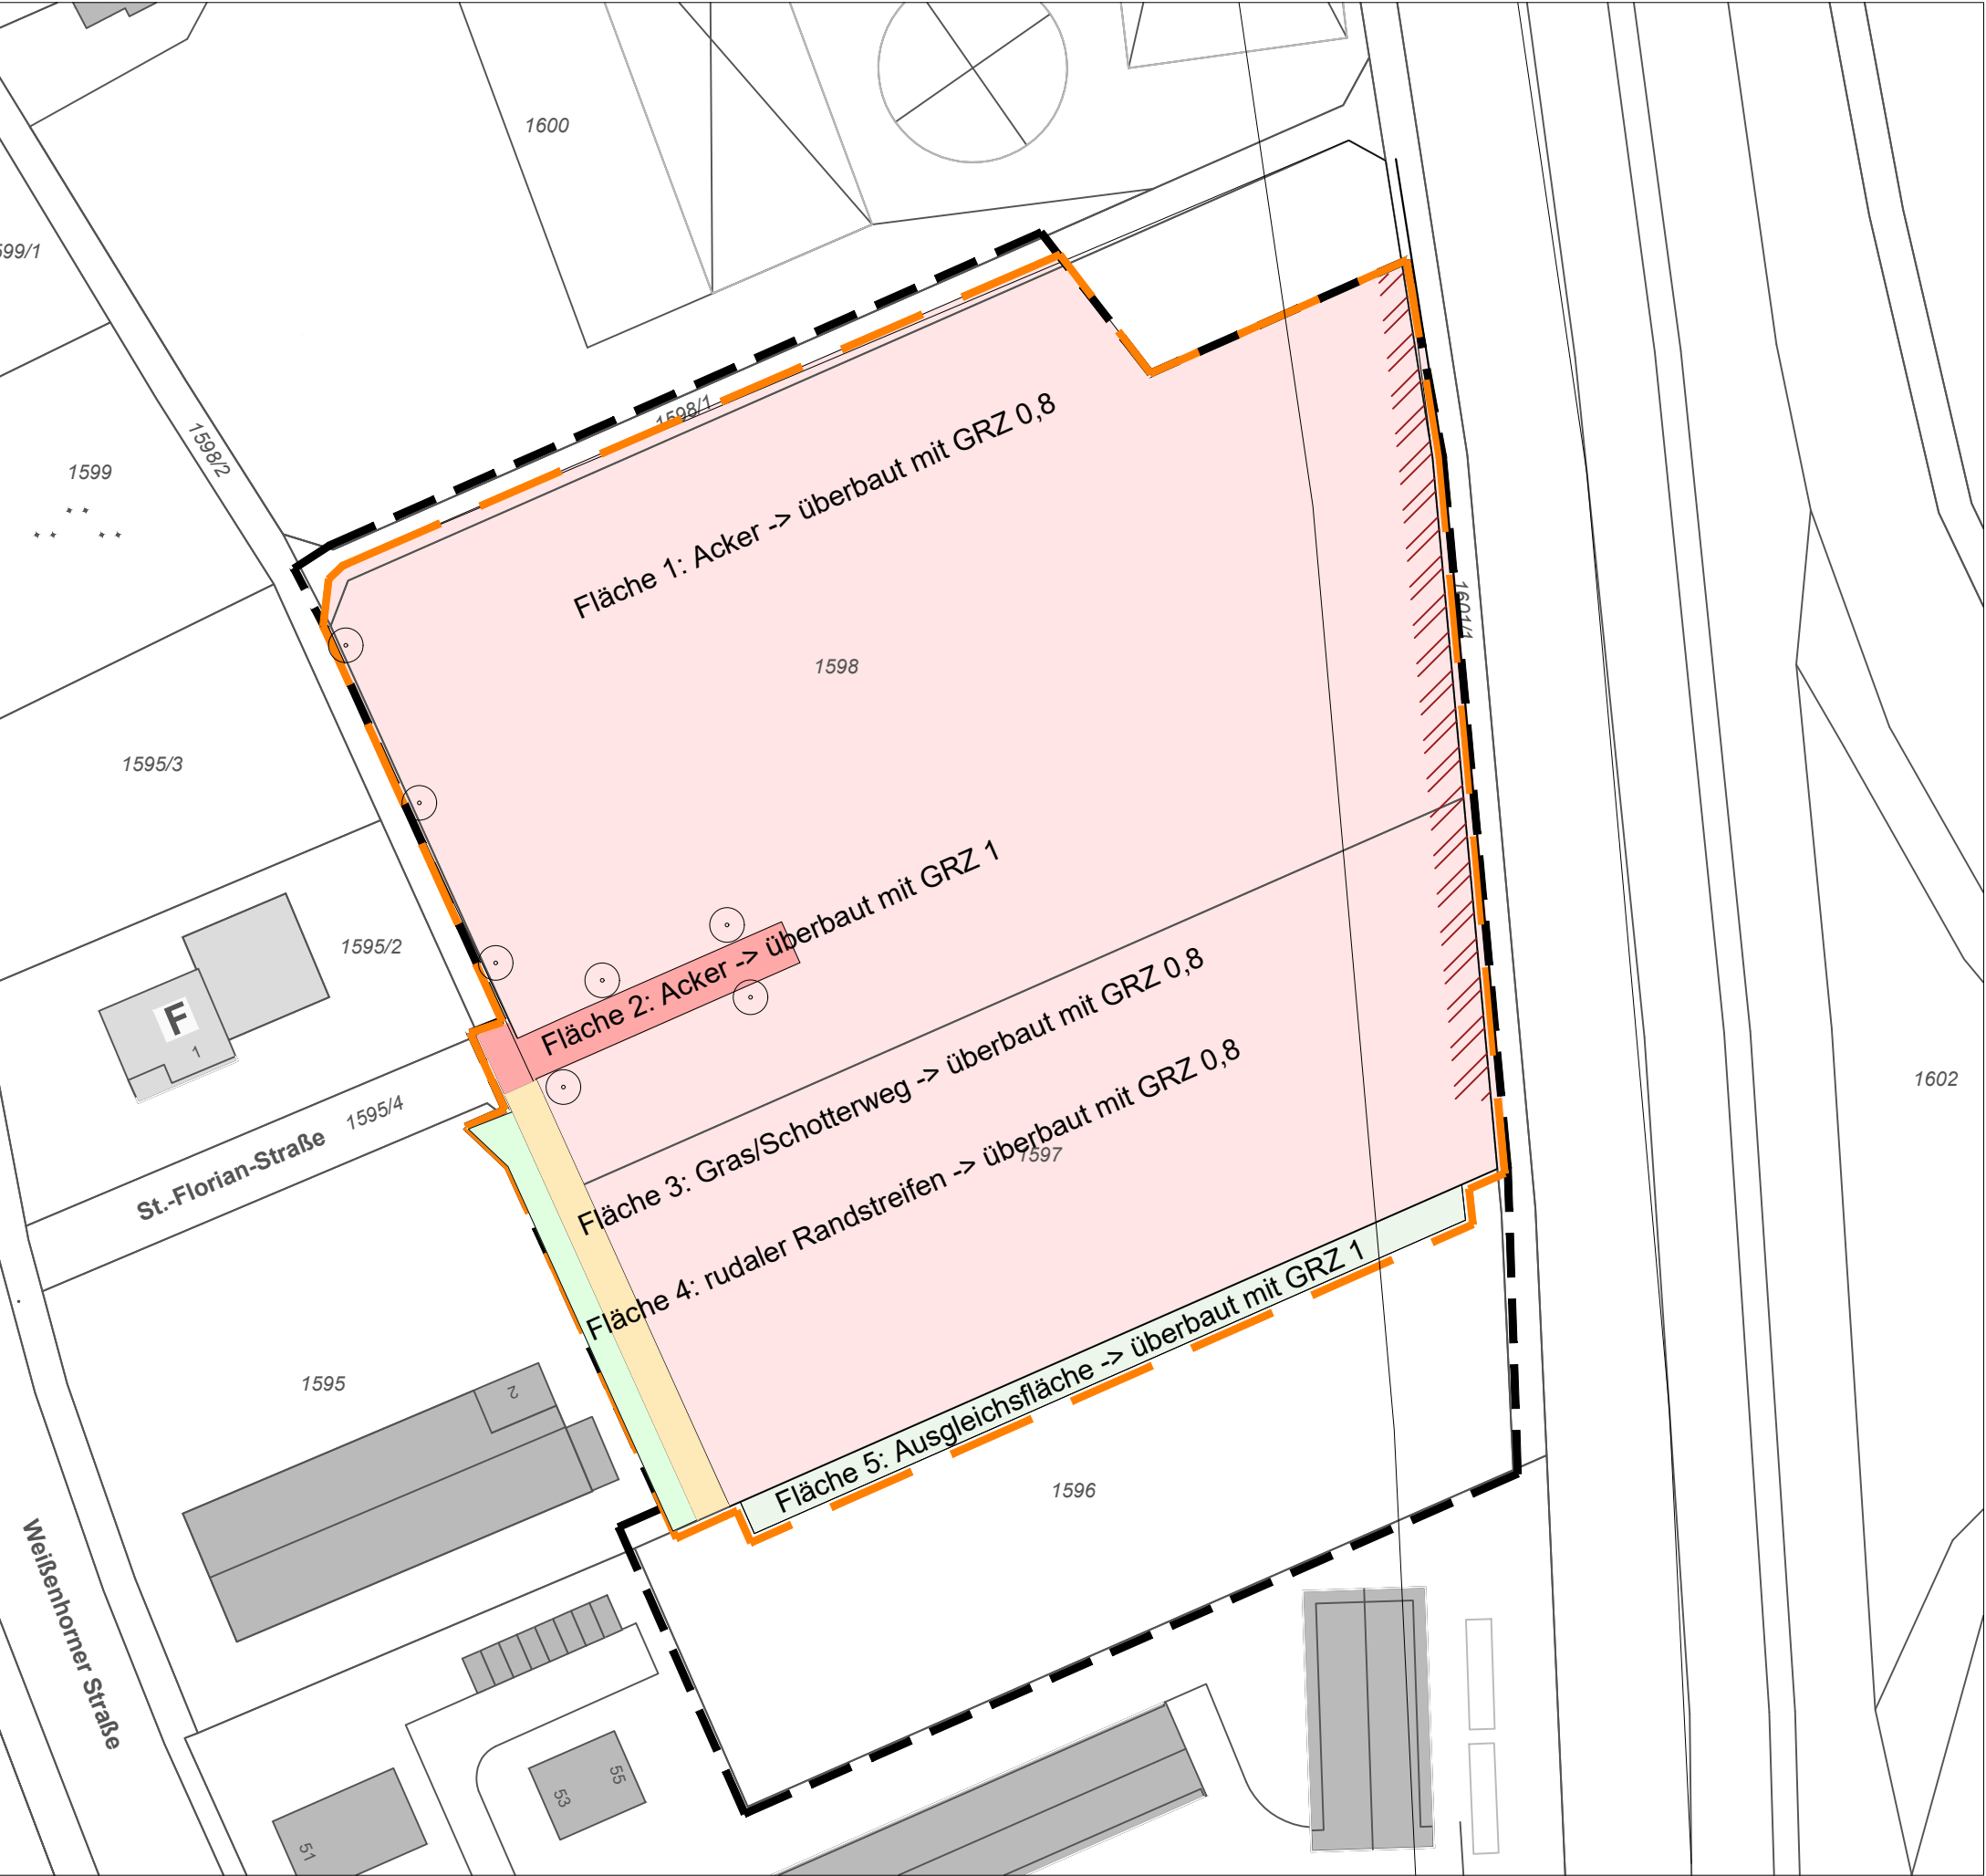 1600
599/1
1598/1
Fläche 1: Acker -> überbaut mit GRZ 0,8
1598/2
1599
1601/1
1598
1595/3
Fläche 2: Acker -> überbaut mit GRZ 1
1595/2
F
1
Fläche 3: Gras/Schotterweg -> überbaut mit GRZ 0,8
1602
1595/4
St.-Florian-Straße
Fläche 4: rudaler Randstreifen -> überbaut mit GRZ 0,8
1597
Fläche 5: Ausgleichsfläche -> überbaut mit GRZ 1
1595
2
1596
Weißenhorner Straße
55
53
51